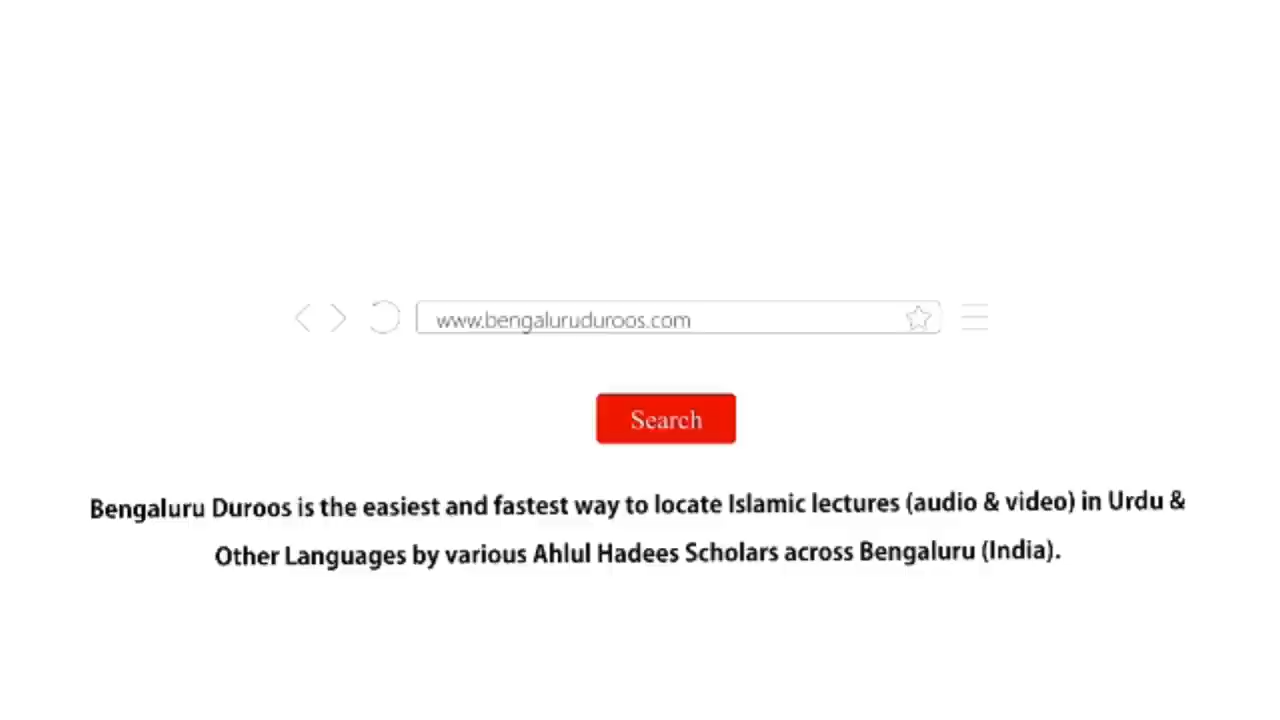 www.bengaluruduroos.com
Search
Bengaluru Duroos is the easiest and fastest way to locate Islamic lectures (audio & video) in Urdu &
Other Languages by various Ahlul Hadees Scholars across Bengaluru (India).